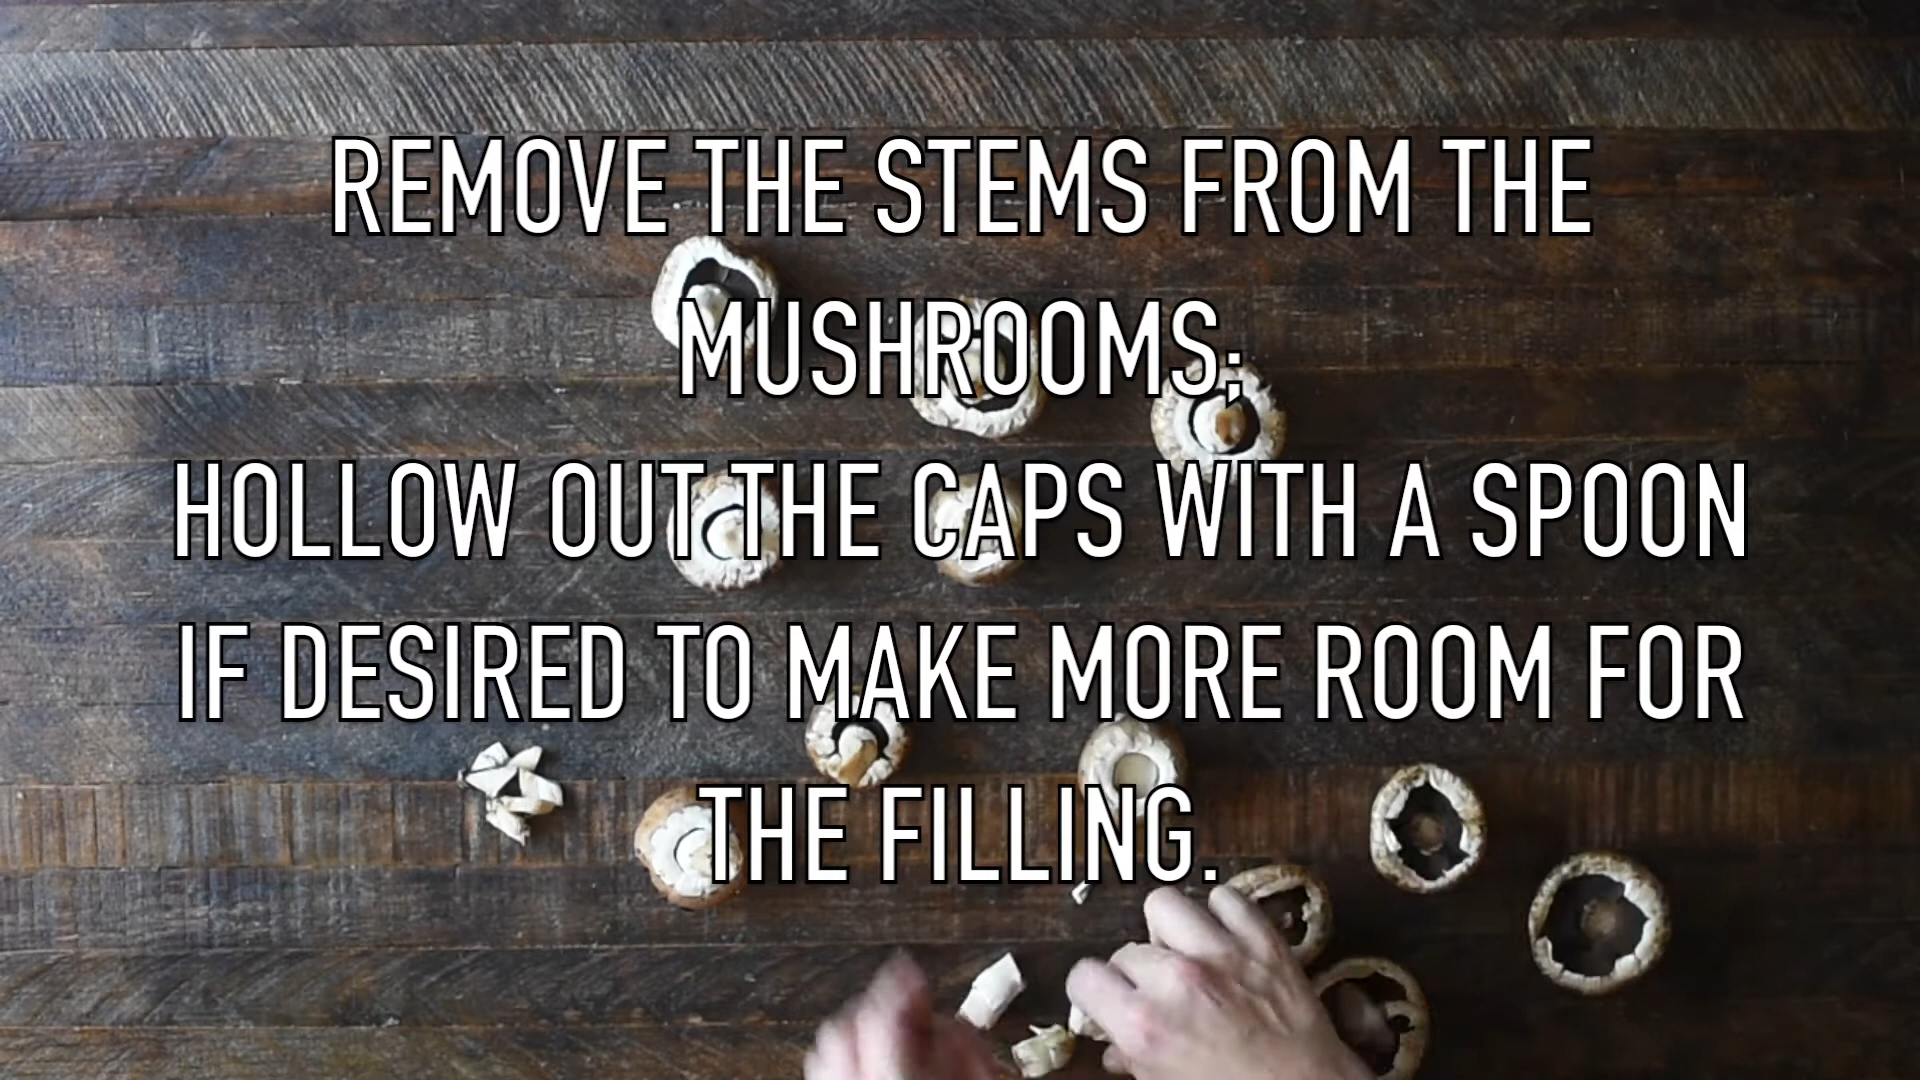 REMOVE THE STEMS FROM THE
MUSHROOMS;
HOLLOW OUT THE CAPS WITH A SPOON
IF DESIRED TO MAKE MORE ROOM FOR
THE FILLING.